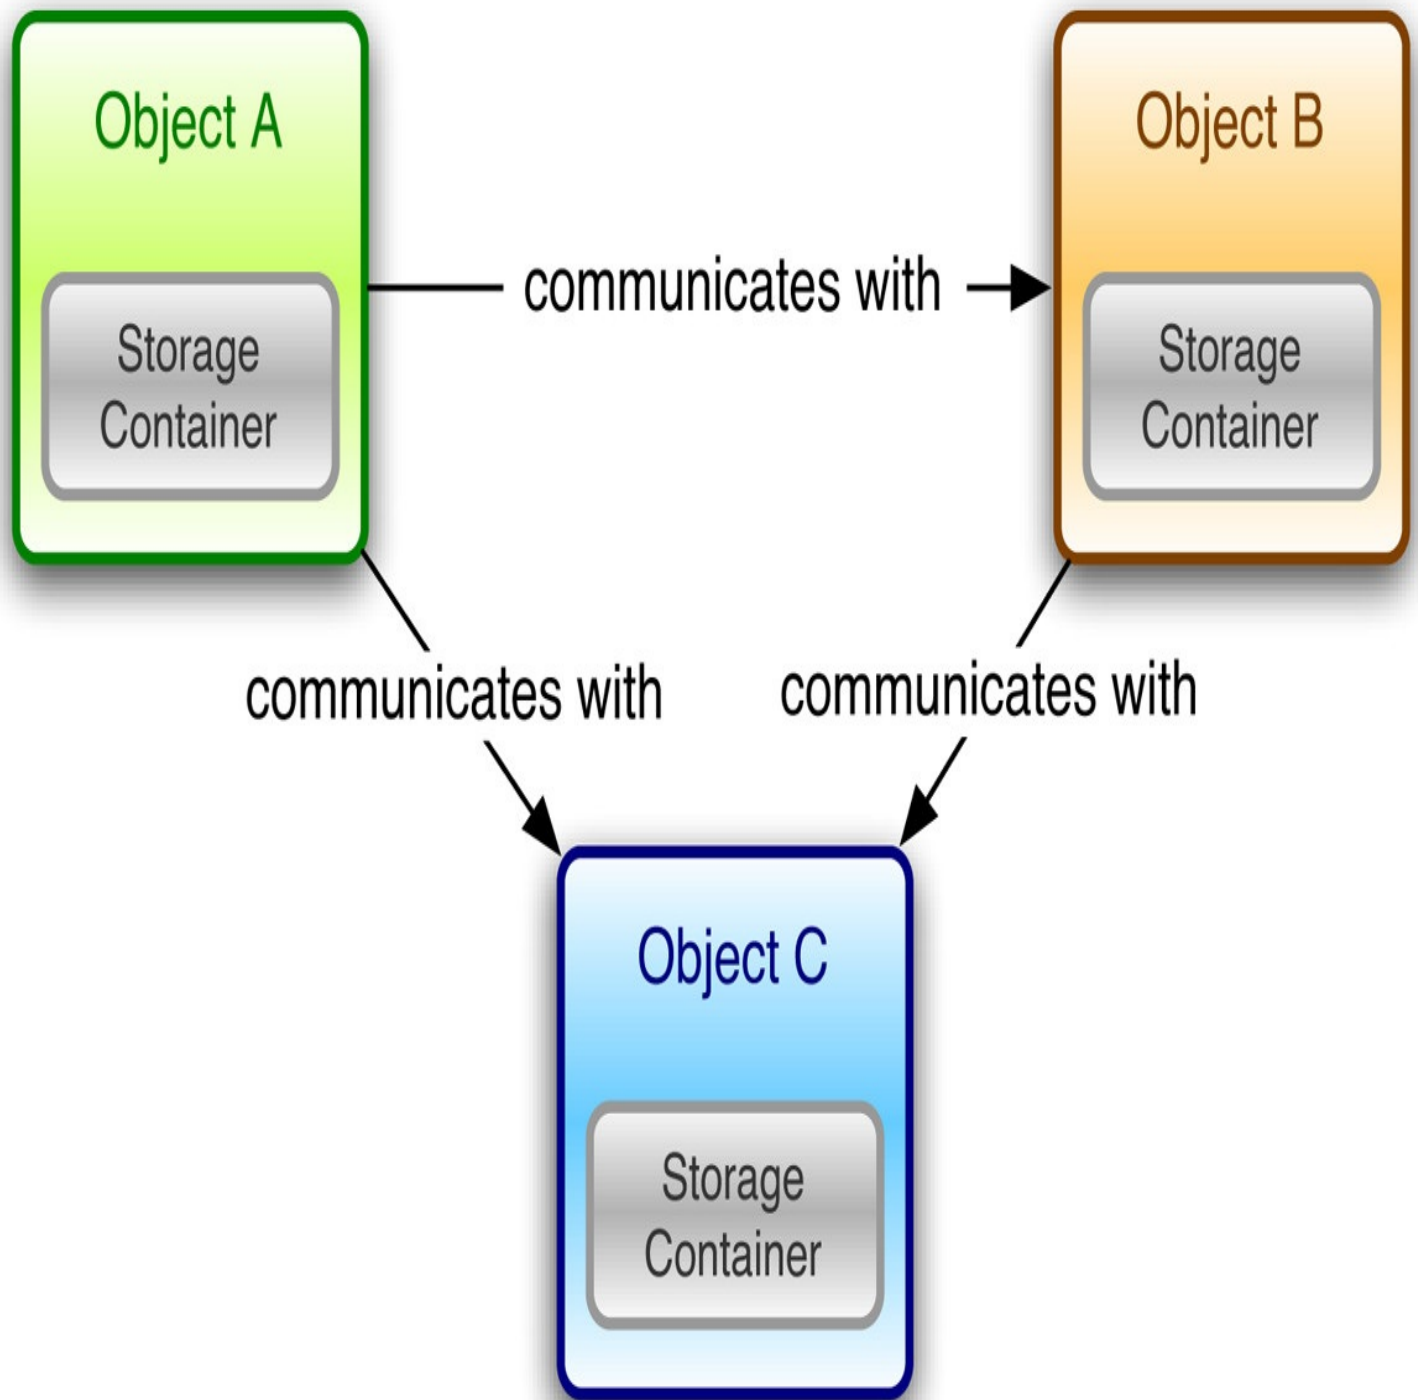 Object A
Object B
communicates with
Storage
Container
Storage
Container
communicates with
communicates with
Object C
Storage
Container